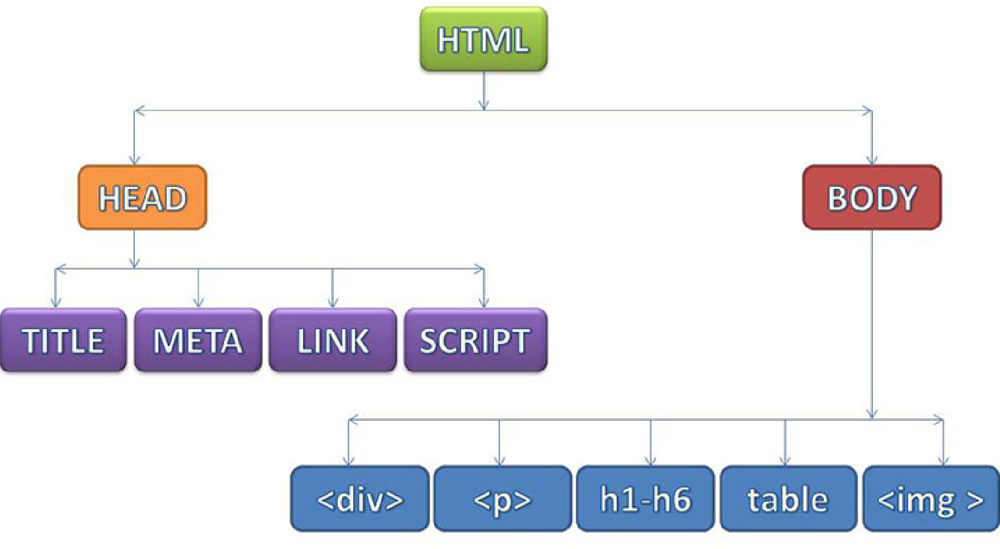 HTML
HEAD
BODY
TITLE
META
LINK
SCRIPT
<div>
<p>
h1-h6
table
<img >